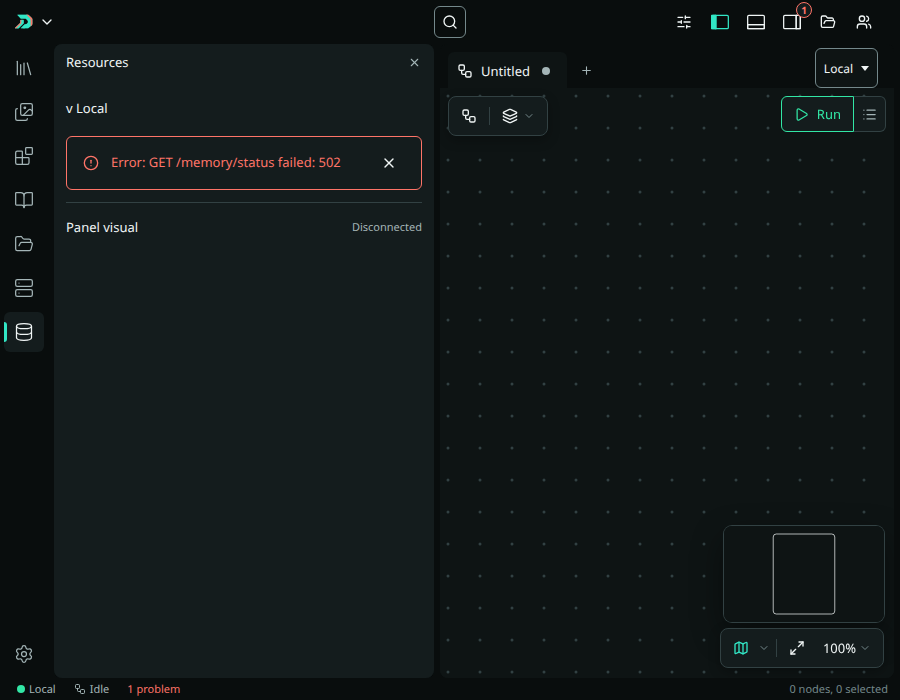 1
Resources
v Local
Error: GET /memory/status failed: 502
Panel visual
Disconnected
Untitled
Local
Run
100%
Local
Idle
1 problem
0 nodes, 0 selected